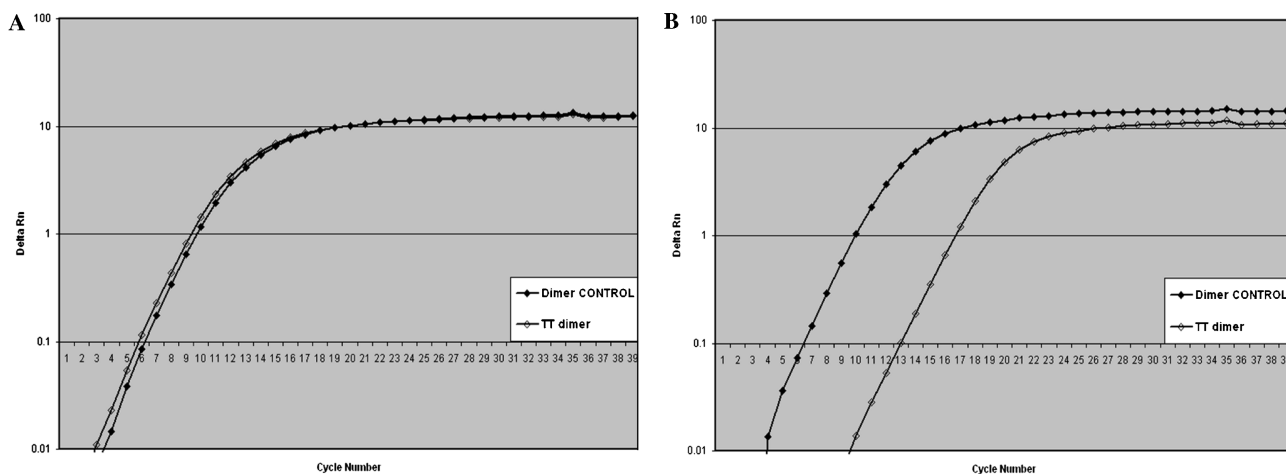 A
100
10
1
0.1
0.01
Delta Rn
1 2 3 4 5 6 7 8 9 10 11 12 13 14 15 16 17 18 19 20 21 22 23 24 25 26 27 28 29 30 31 32 33 34 35 36 37 38 39
Cycle Number
Dimer CONTROL
TT dimer
B
100
10
1
0.1
0.01
Delta Rn
1 2 3 4 5 6 7 8 9 10 11 12 13 14 15 16 17 18 19 20 21 22 23 24 25 26 27 28 29 30 31 32 33 34 35 36 37 38
Cycle Number
Dimer CONTROL
TT dimer